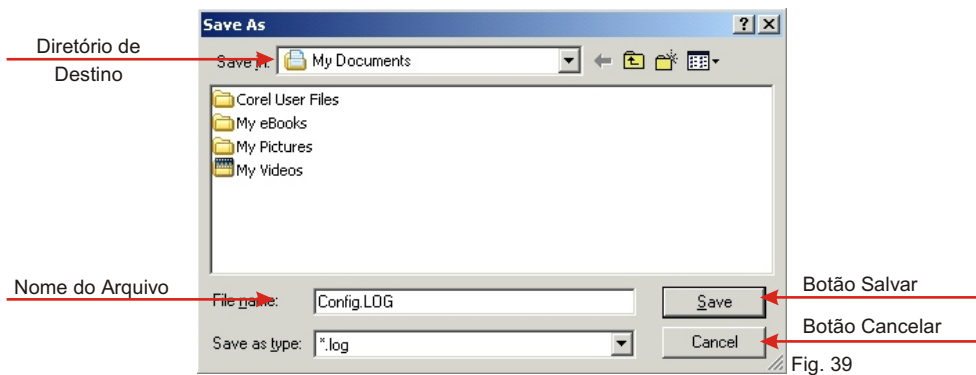 Save As
Diretório de
Destino
Save in:
My Documents
Corel User Files
My eBooks
My Pictures
My Videos
Nome do Arquivo
File name:
Config.LOG
Save
Botão Salvar
Save as type:
*.log
Cancel
Botão Cancelar
Fig. 39